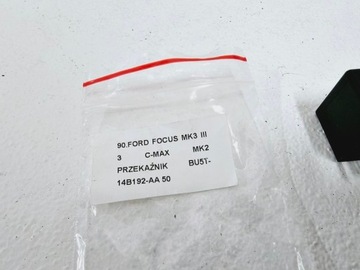 90.FORD FOCUS MK3 III
3 C-MAX MK2
PRZEKAŹNIK BU5T-
14B192-AA 50